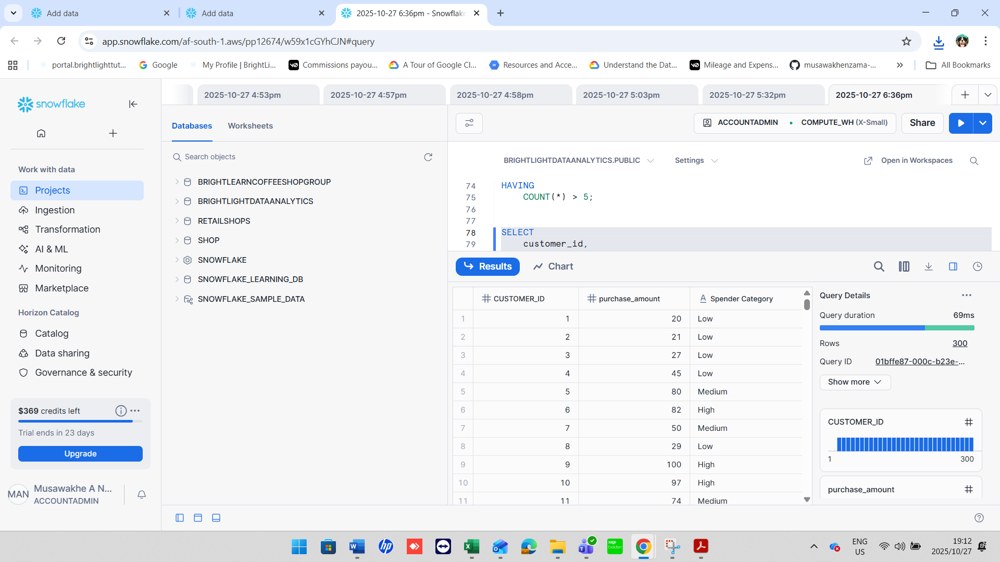 Add data
Add data
2025-10-27 6:36pm - Snowflake
app.snowflake.com/af-south-1.aws/pp12674/w59x1cGYhCJN#query
portal.brightlighttut...
Google
My Profile | BrightLi...
Commissions payou...
A Tour of Google Cl...
Resources and Acce...
Understand the Dat...
Mileage and Expens...
musawakhenzama-...
All Bookmarks
snowflake
2025-10-27 4:53pm
2025-10-27 4:57pm
2025-10-27 4:58pm
2025-10-27 5:03pm
2025-10-27 5:32pm
2025-10-27 6:36pm
Work with data
Projects
Ingestion
Transformation
AI & ML
Monitoring
Marketplace
Horizon Catalog
Catalog
Data sharing
Governance & security
$369 credits left
Trial ends in 23 days
Upgrade
MAN
Musawakhe A N...
ACCOUNTADMIN
Databases
Worksheets
Search objects
BRIGHTLEARNCOFFEESHOPGROUP
BRIGHTLIGHTDATAANALYTICS
RETAILSHOPS
SHOP
SNOWFLAKE
SNOWFLAKE_LEARNING_DB
SNOWFLAKE_SAMPLE_DATA
ACCOUNTADMIN
COMPUTE_WH (X-Small)
Share
BRIGHTLIGHTDATAANALYTICS.PUBLIC
Settings
Open in Workspaces
74 HAVING
75 COUNT(*) > 5;
76
77
78 SELECT
79 customer_id,
Results
Chart
CUSTOMER_ID purchase_amount Spender Category
1 1 20 Low
2 2 21 Low
3 3 27 Low
4 4 45 Low
5 5 80 Medium
6 6 82 High
7 7 50 Medium
8 8 29 Low
9 9 100 High
10 10 97 High
11 11 74 Medium
Query Details
Query duration 69ms
Rows 300
Query ID 01bffe87-000c-b23e-...
Show more
CUSTOMER_ID
1 300
purchase_amount
ENG
US
19:12
2025/10/27